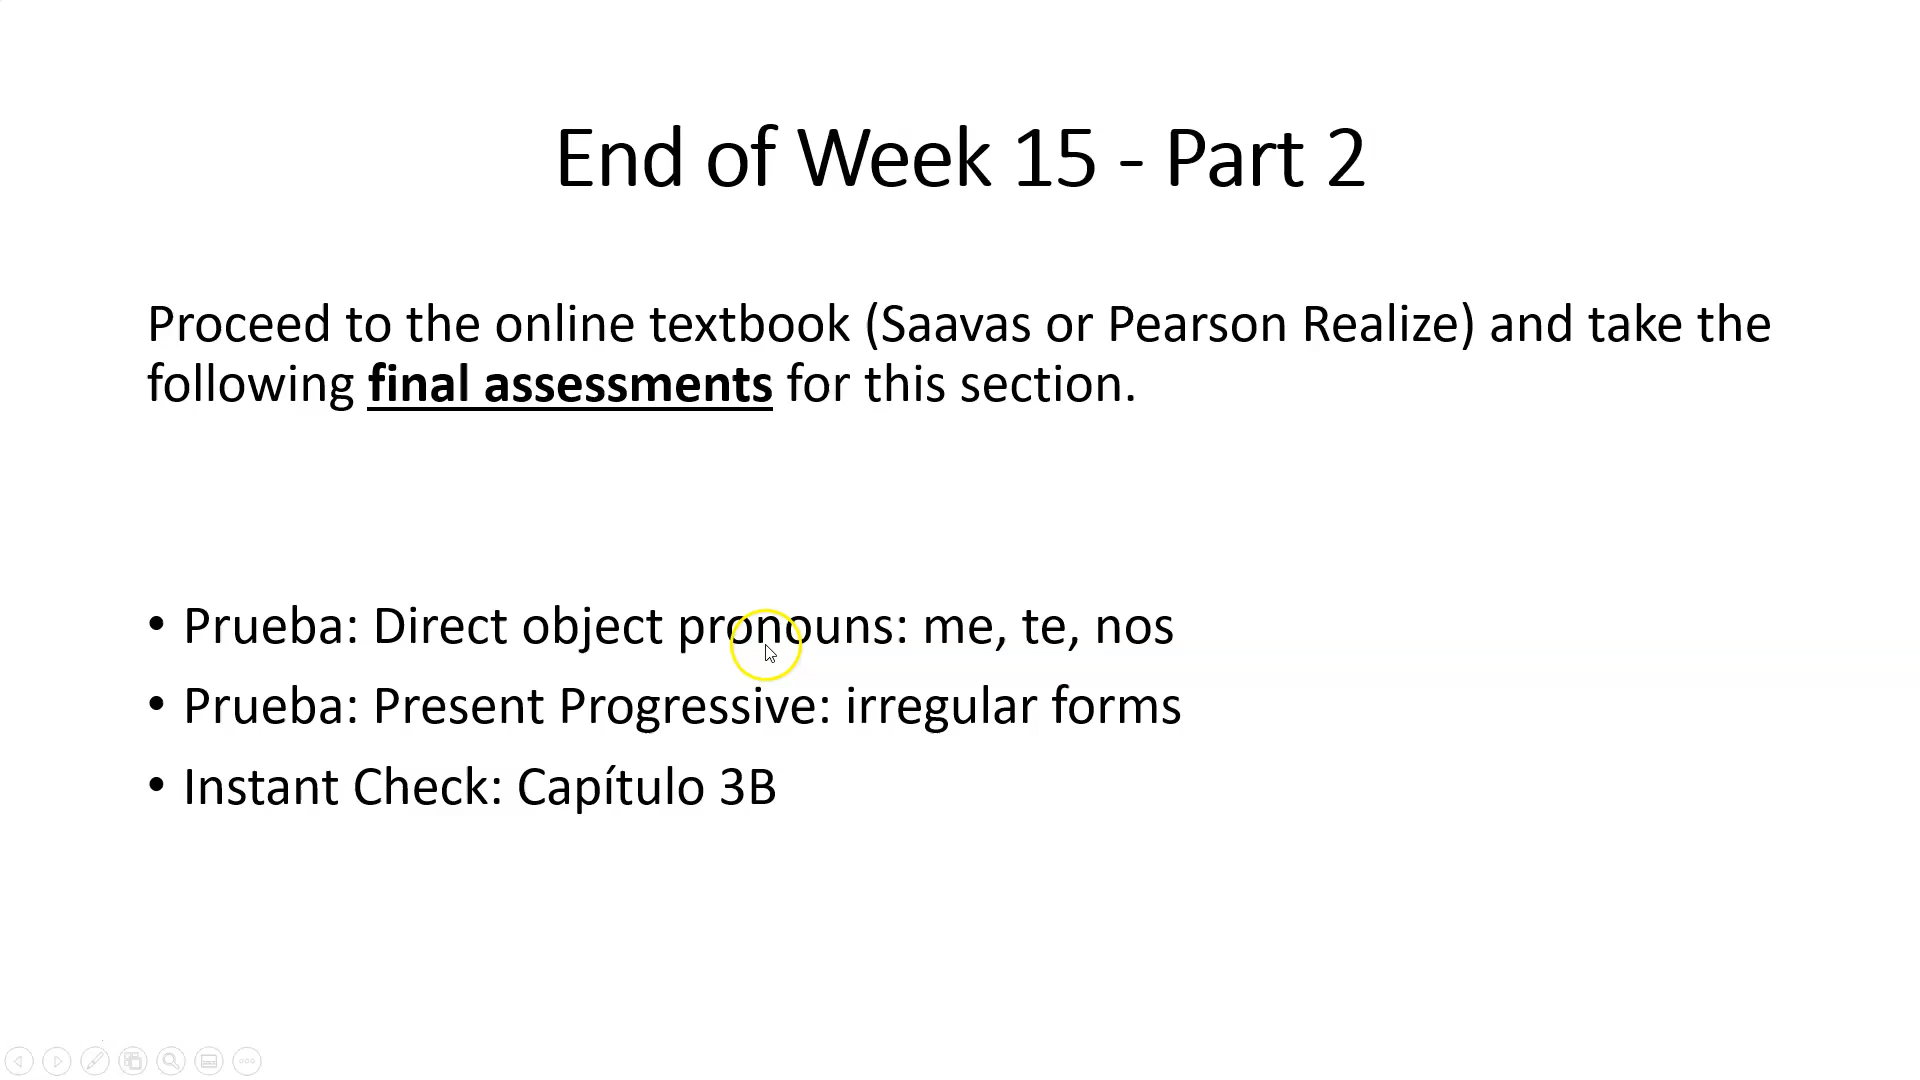 End of Week 15 - Part 2
Proceed to the online textbook (Saavas or Pearson Realize) and take the
following final assessments for this section.
• Prueba: Direct object pronouns: me, te, nos
• Prueba: Present Progressive: irregular forms
• Instant Check: Capítulo 3B